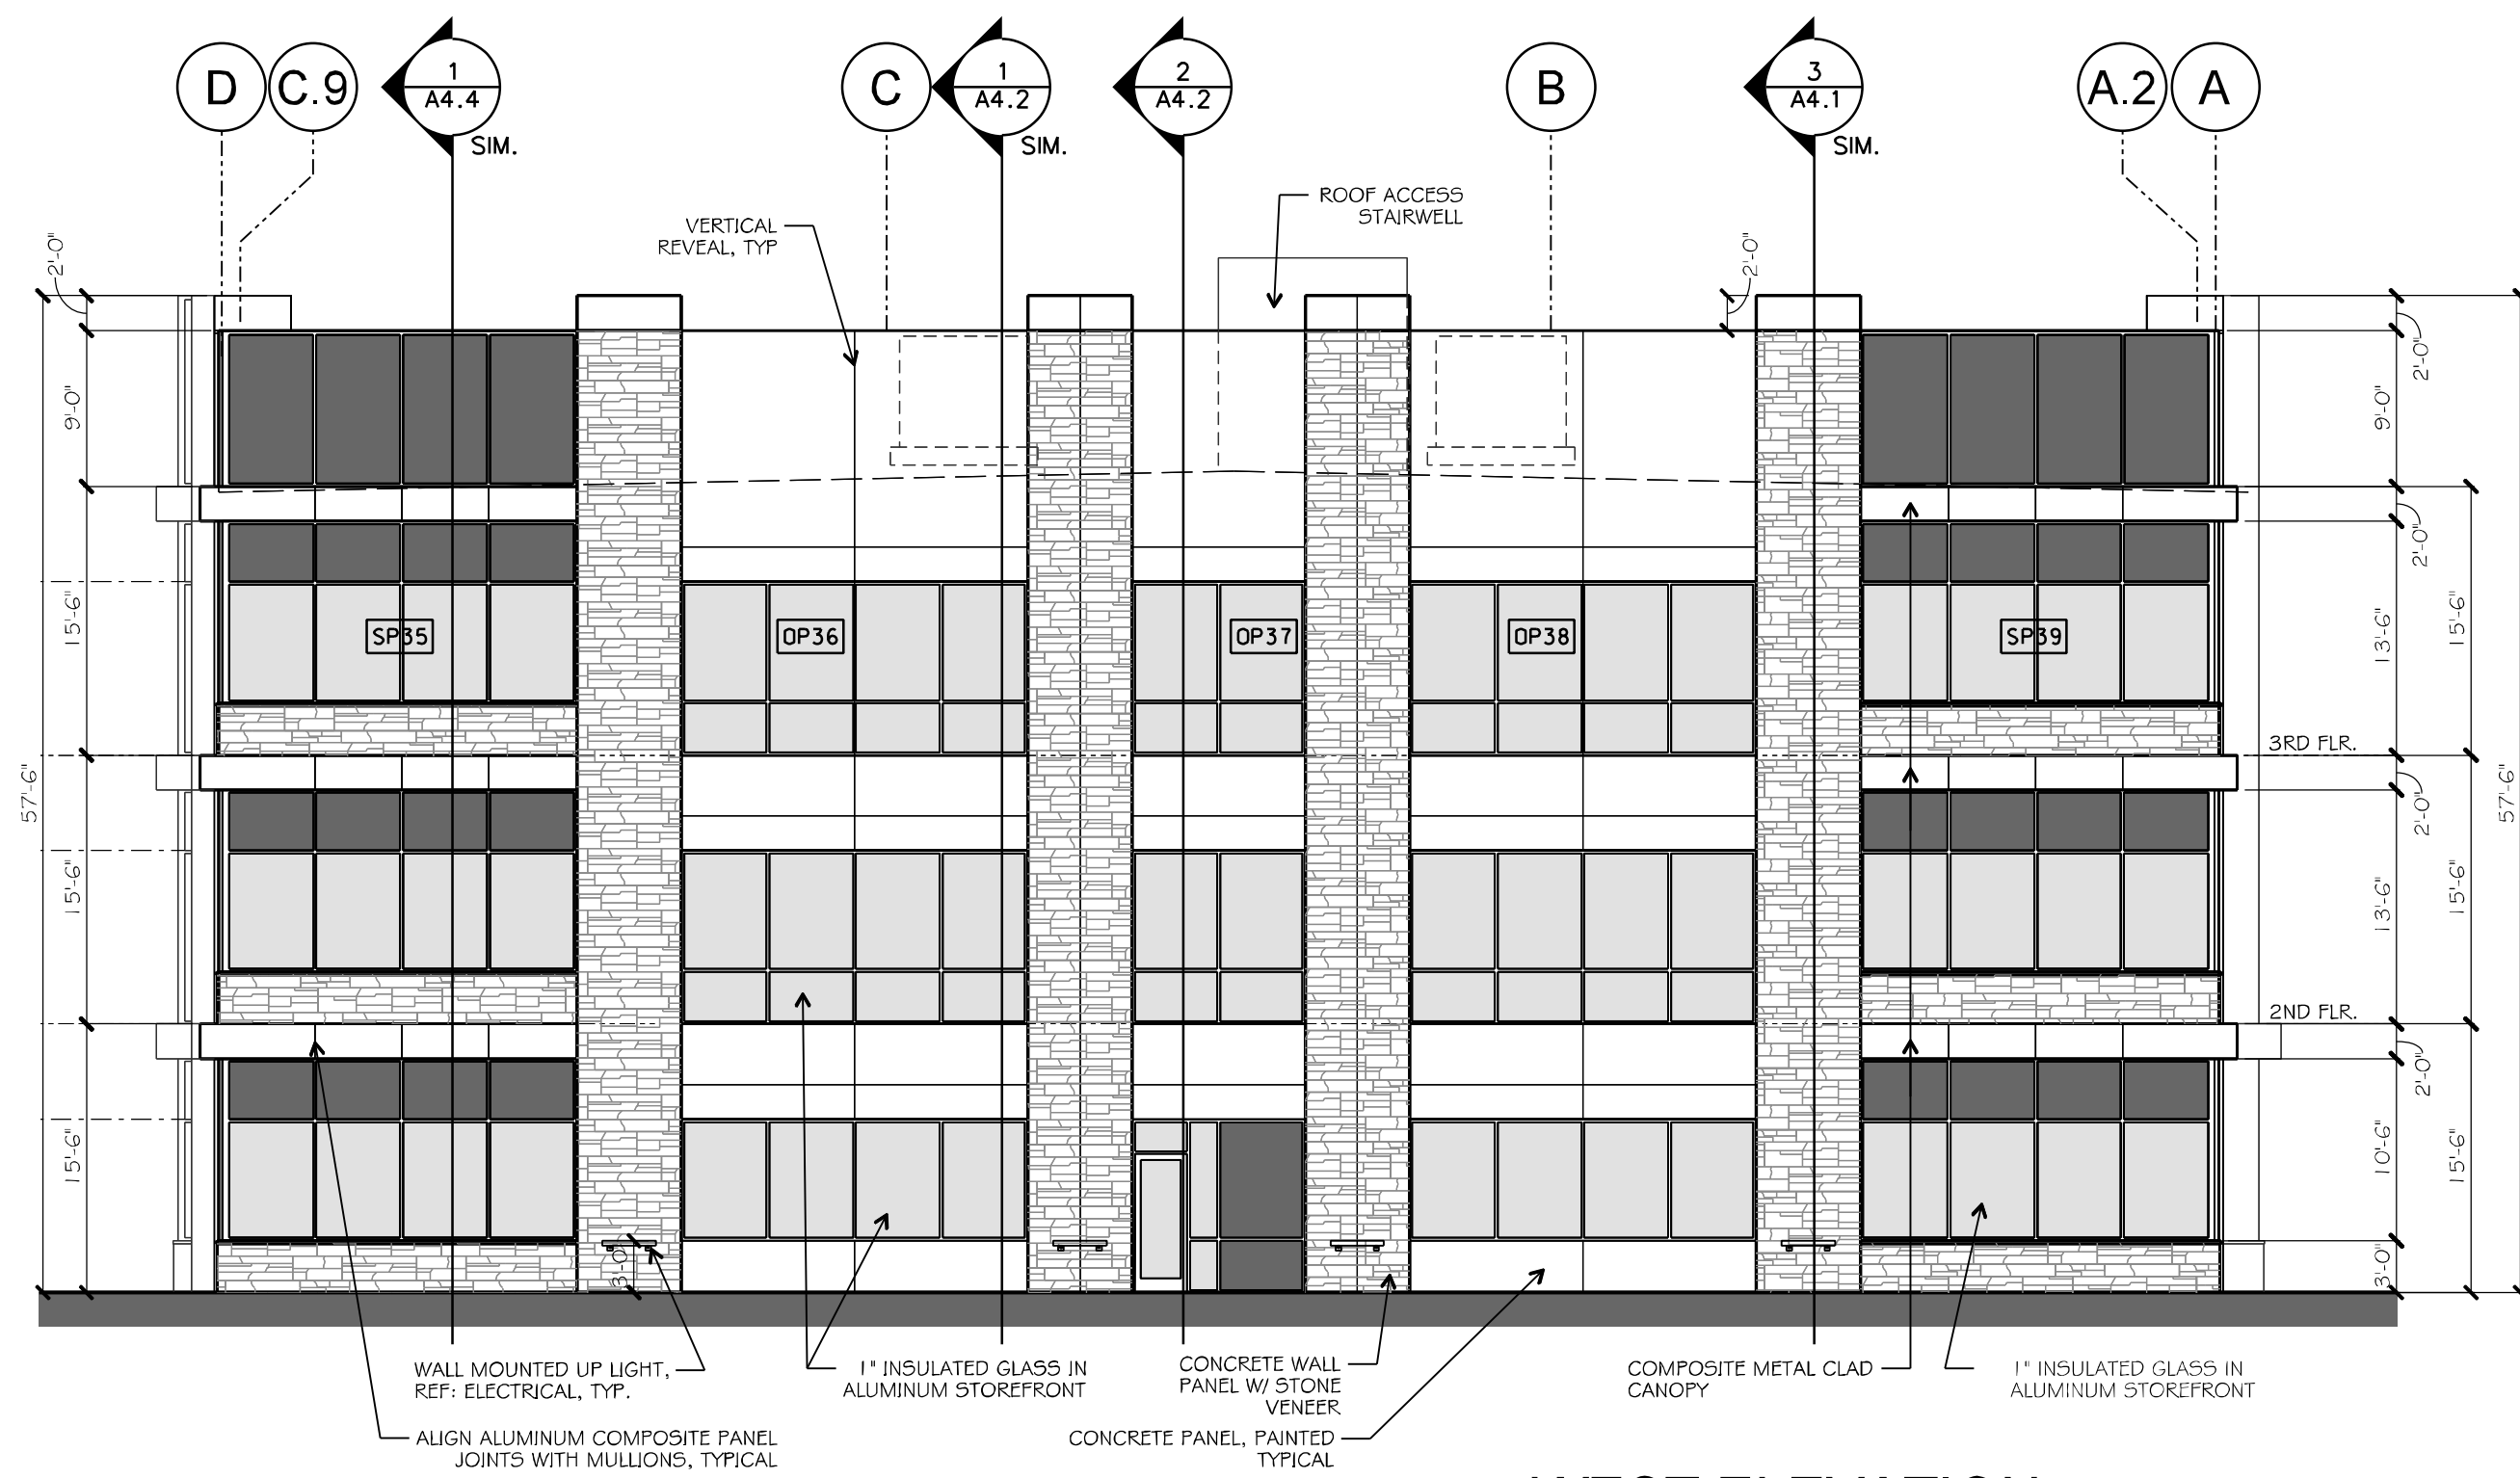 D
C.9
1
A4.4
SIM.
C
1
A4.2
SIM.
2
A4.2
B
3
A4.1
SIM.
A.2
A
ROOF ACCESS
STAIRWELL
VERTICAL
REVEAL, TYP
2'-0"
2'-0"
2'-0"
9'-0"
9'-0"
2'-0"
15'-6"
13'-6"
15'-6"
SP35
OP36
OP37
OP38
SP39
3RD FLR.
57'-6"
57'-6"
2'-0"
15'-6"
13'-6"
15'-6"
2ND FLR.
2'-0"
15'-6"
10'-6"
15'-6"
3'-0"
3'-0"
WALL MOUNTED UP LIGHT,
REF: ELECTRICAL, TYP.
1" INSULATED GLASS IN
ALUMINUM STOREFRONT
CONCRETE WALL
PANEL W/ STONE
VENEER
COMPOSITE METAL CLAD
CANOPY
1" INSULATED GLASS IN
ALUMINUM STOREFRONT
ALIGN ALUMINUM COMPOSITE PANEL
JOINTS WITH MULLIONS, TYPICAL
CONCRETE PANEL, PAINTED
TYPICAL